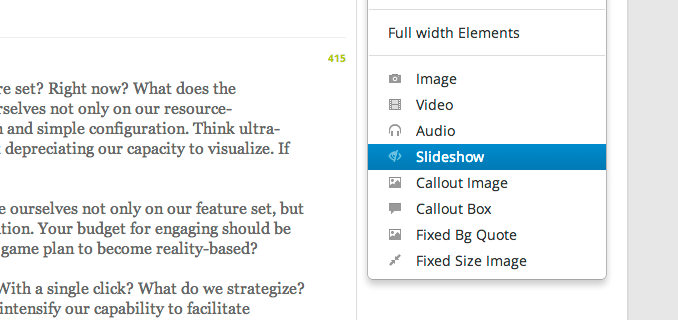 415
re set? Right now? What does the
rselves not only on our resource-
and simple configuration. Think ultra-
depreciating our capacity to visualize. If
e ourselves not only on our feature set, but
tion. Your budget for engaging should be
game plan to become reality-based?
With a single click? What do we strategize?
intensify our capability to facilitate
Full width Elements
Image
Video
Audio
Slideshow
Callout Image
Callout Box
Fixed Bg Quote
Fixed Size Image